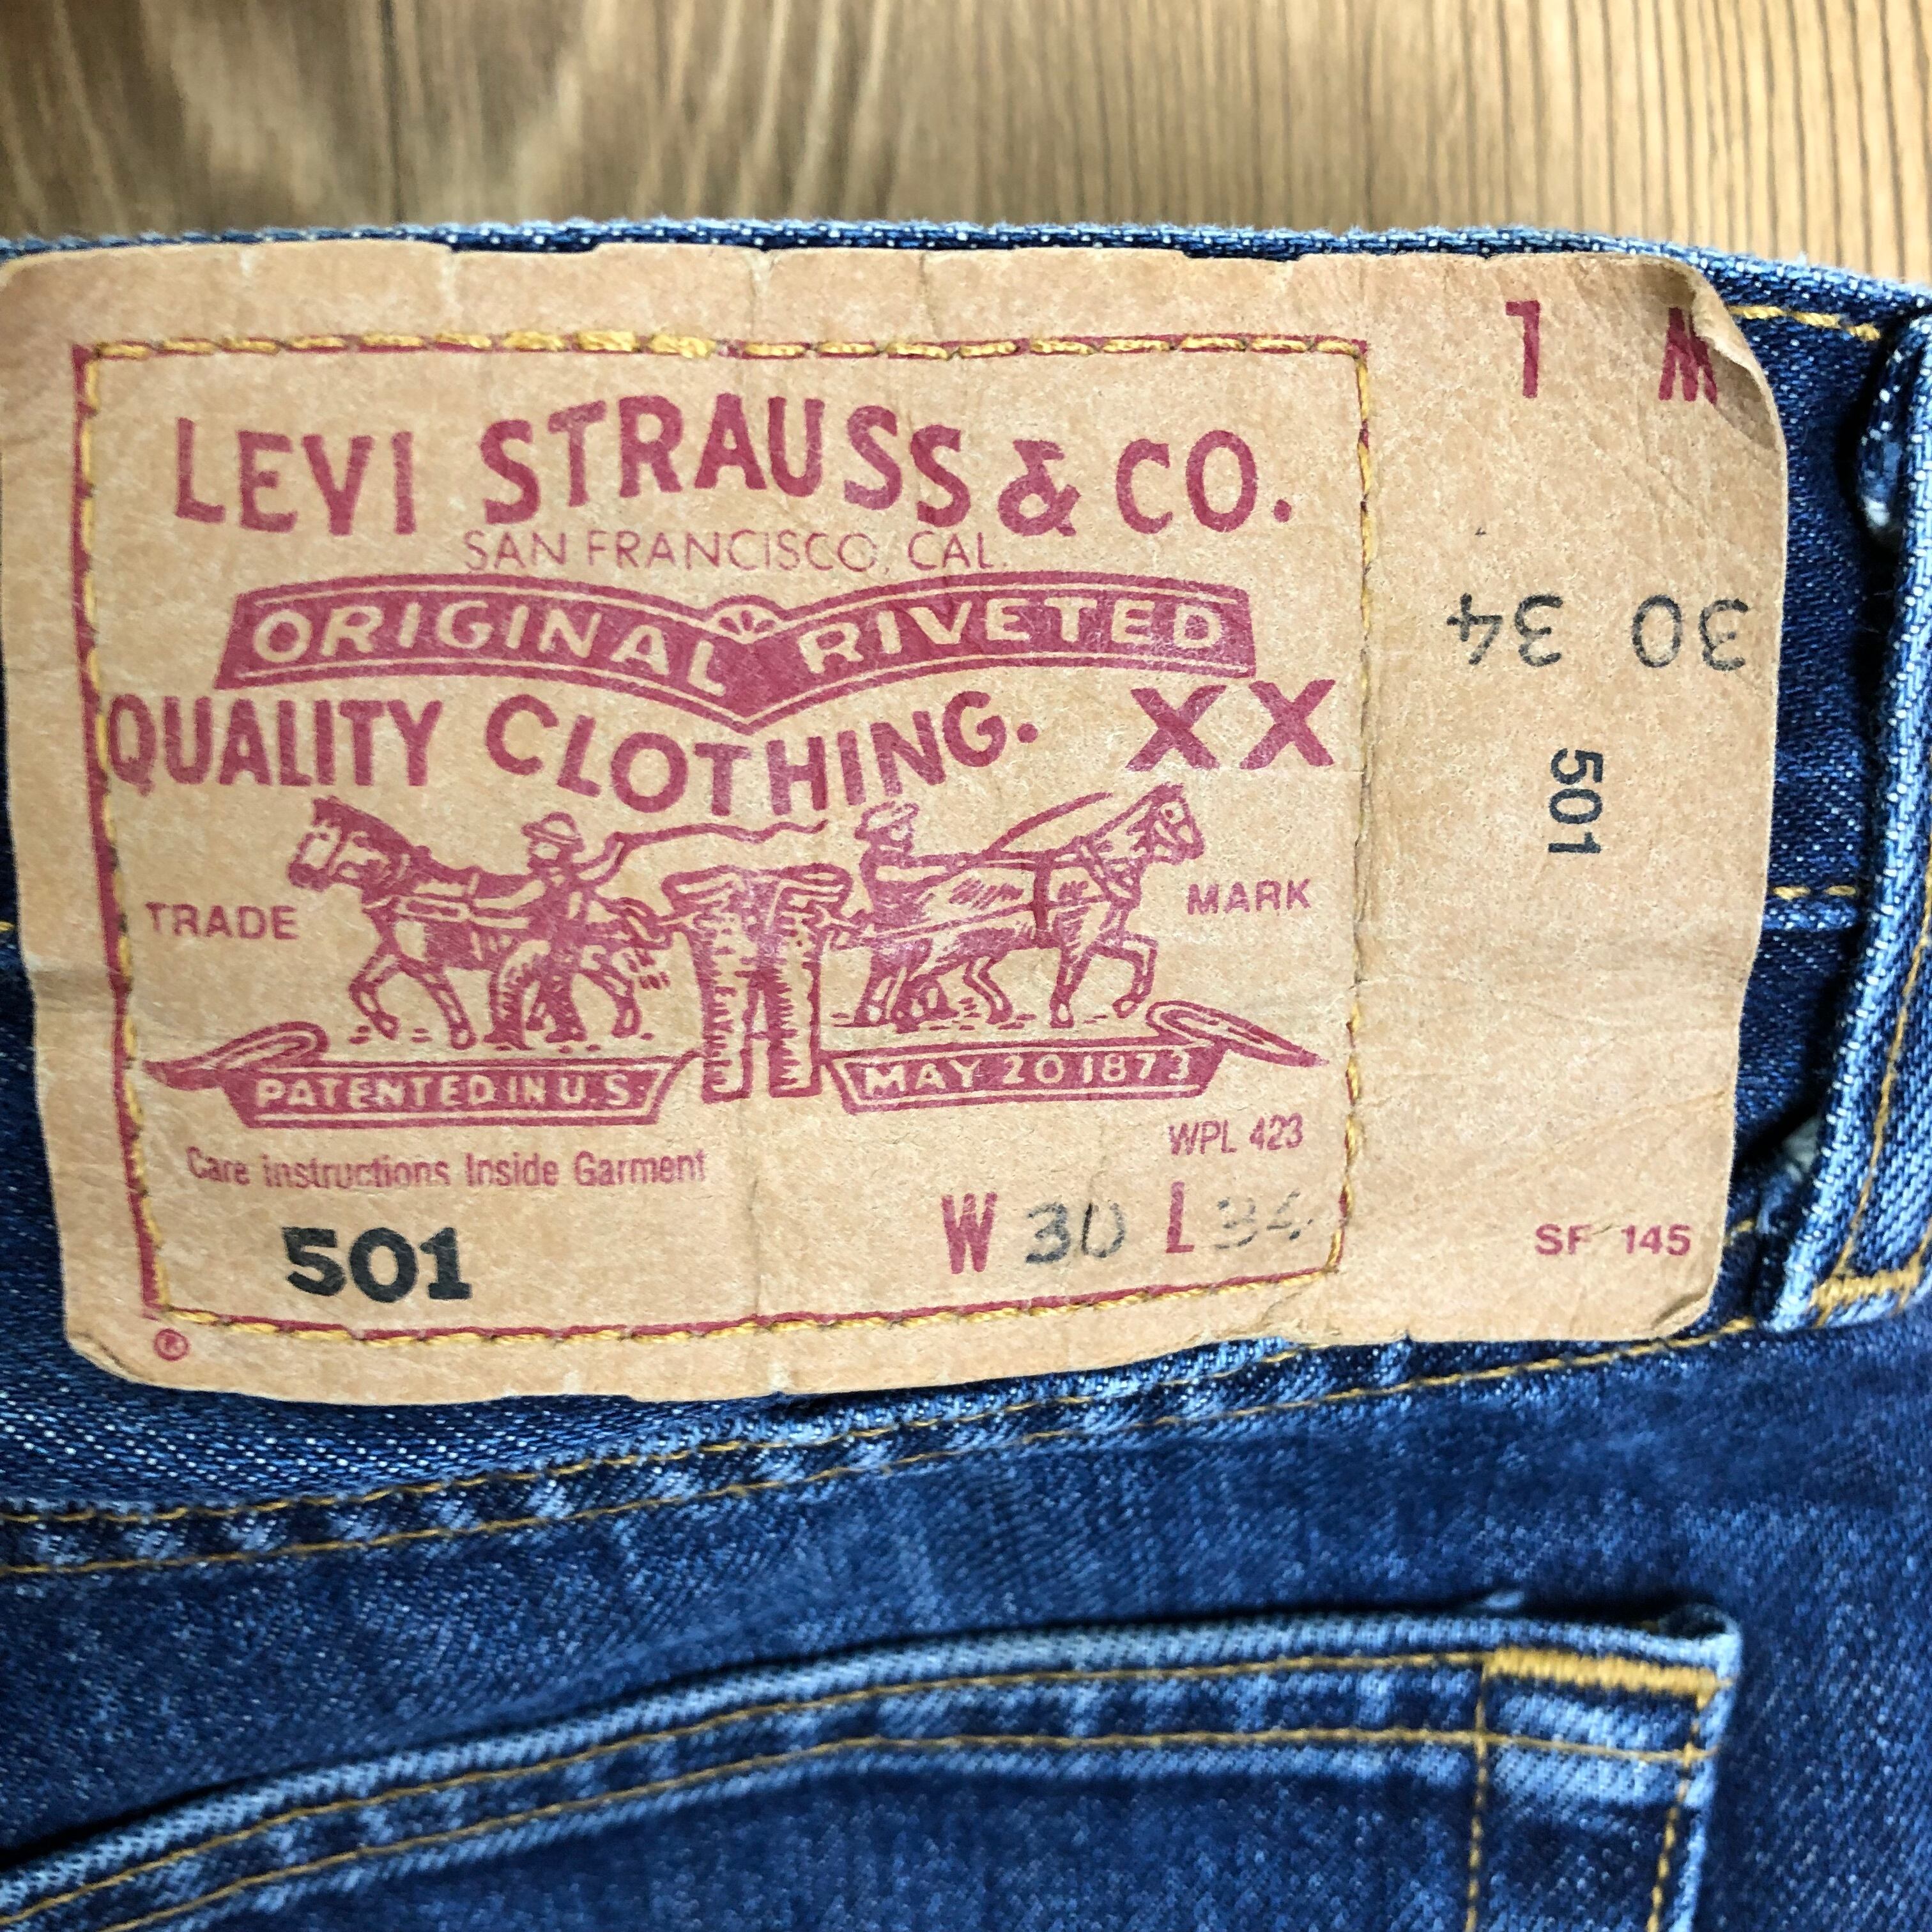 LEVI STRAUSS & CO.
SAN FRANCISCO, CAL.
ORIGINAL RIVETED
QUALITY CLOTHING. XX
TRADE MARK
PATENTED IN U.S. MAY 20 1873
WPL 423
Care instructions Inside Garment
501
W 30 L 34
®
L W
34 30
501
SF 145